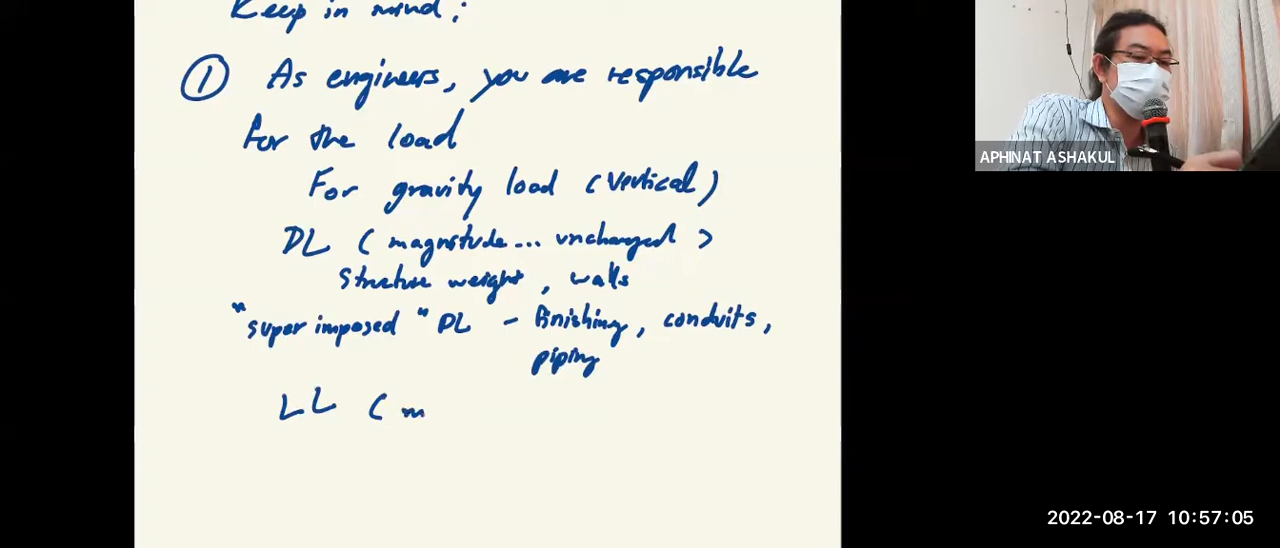 Keep in mind;
① As engineers, you are responsible
for the load
For gravity load (vertical)
DL (magnitude... unchanged)
structure weight, walls
"super imposed" DL - finishing, conduits,
piping
LL (m
APHINAT ASHAKUL
2022-08-17 10:57:05